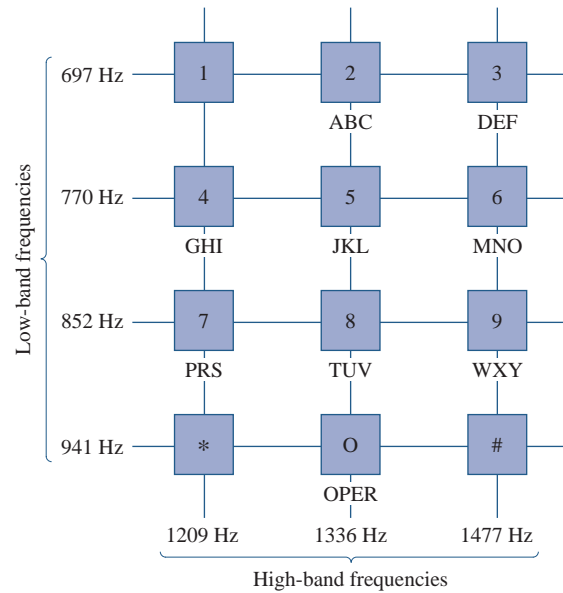 697 Hz 1 2 3
ABC DEF
770 Hz 4 5 6
GHI JKL MNO
Low-band frequencies
852 Hz 7 8 9
PRS TUV WXY
941 Hz * O #
OPER
1209 Hz 1336 Hz 1477 Hz
High-band frequencies